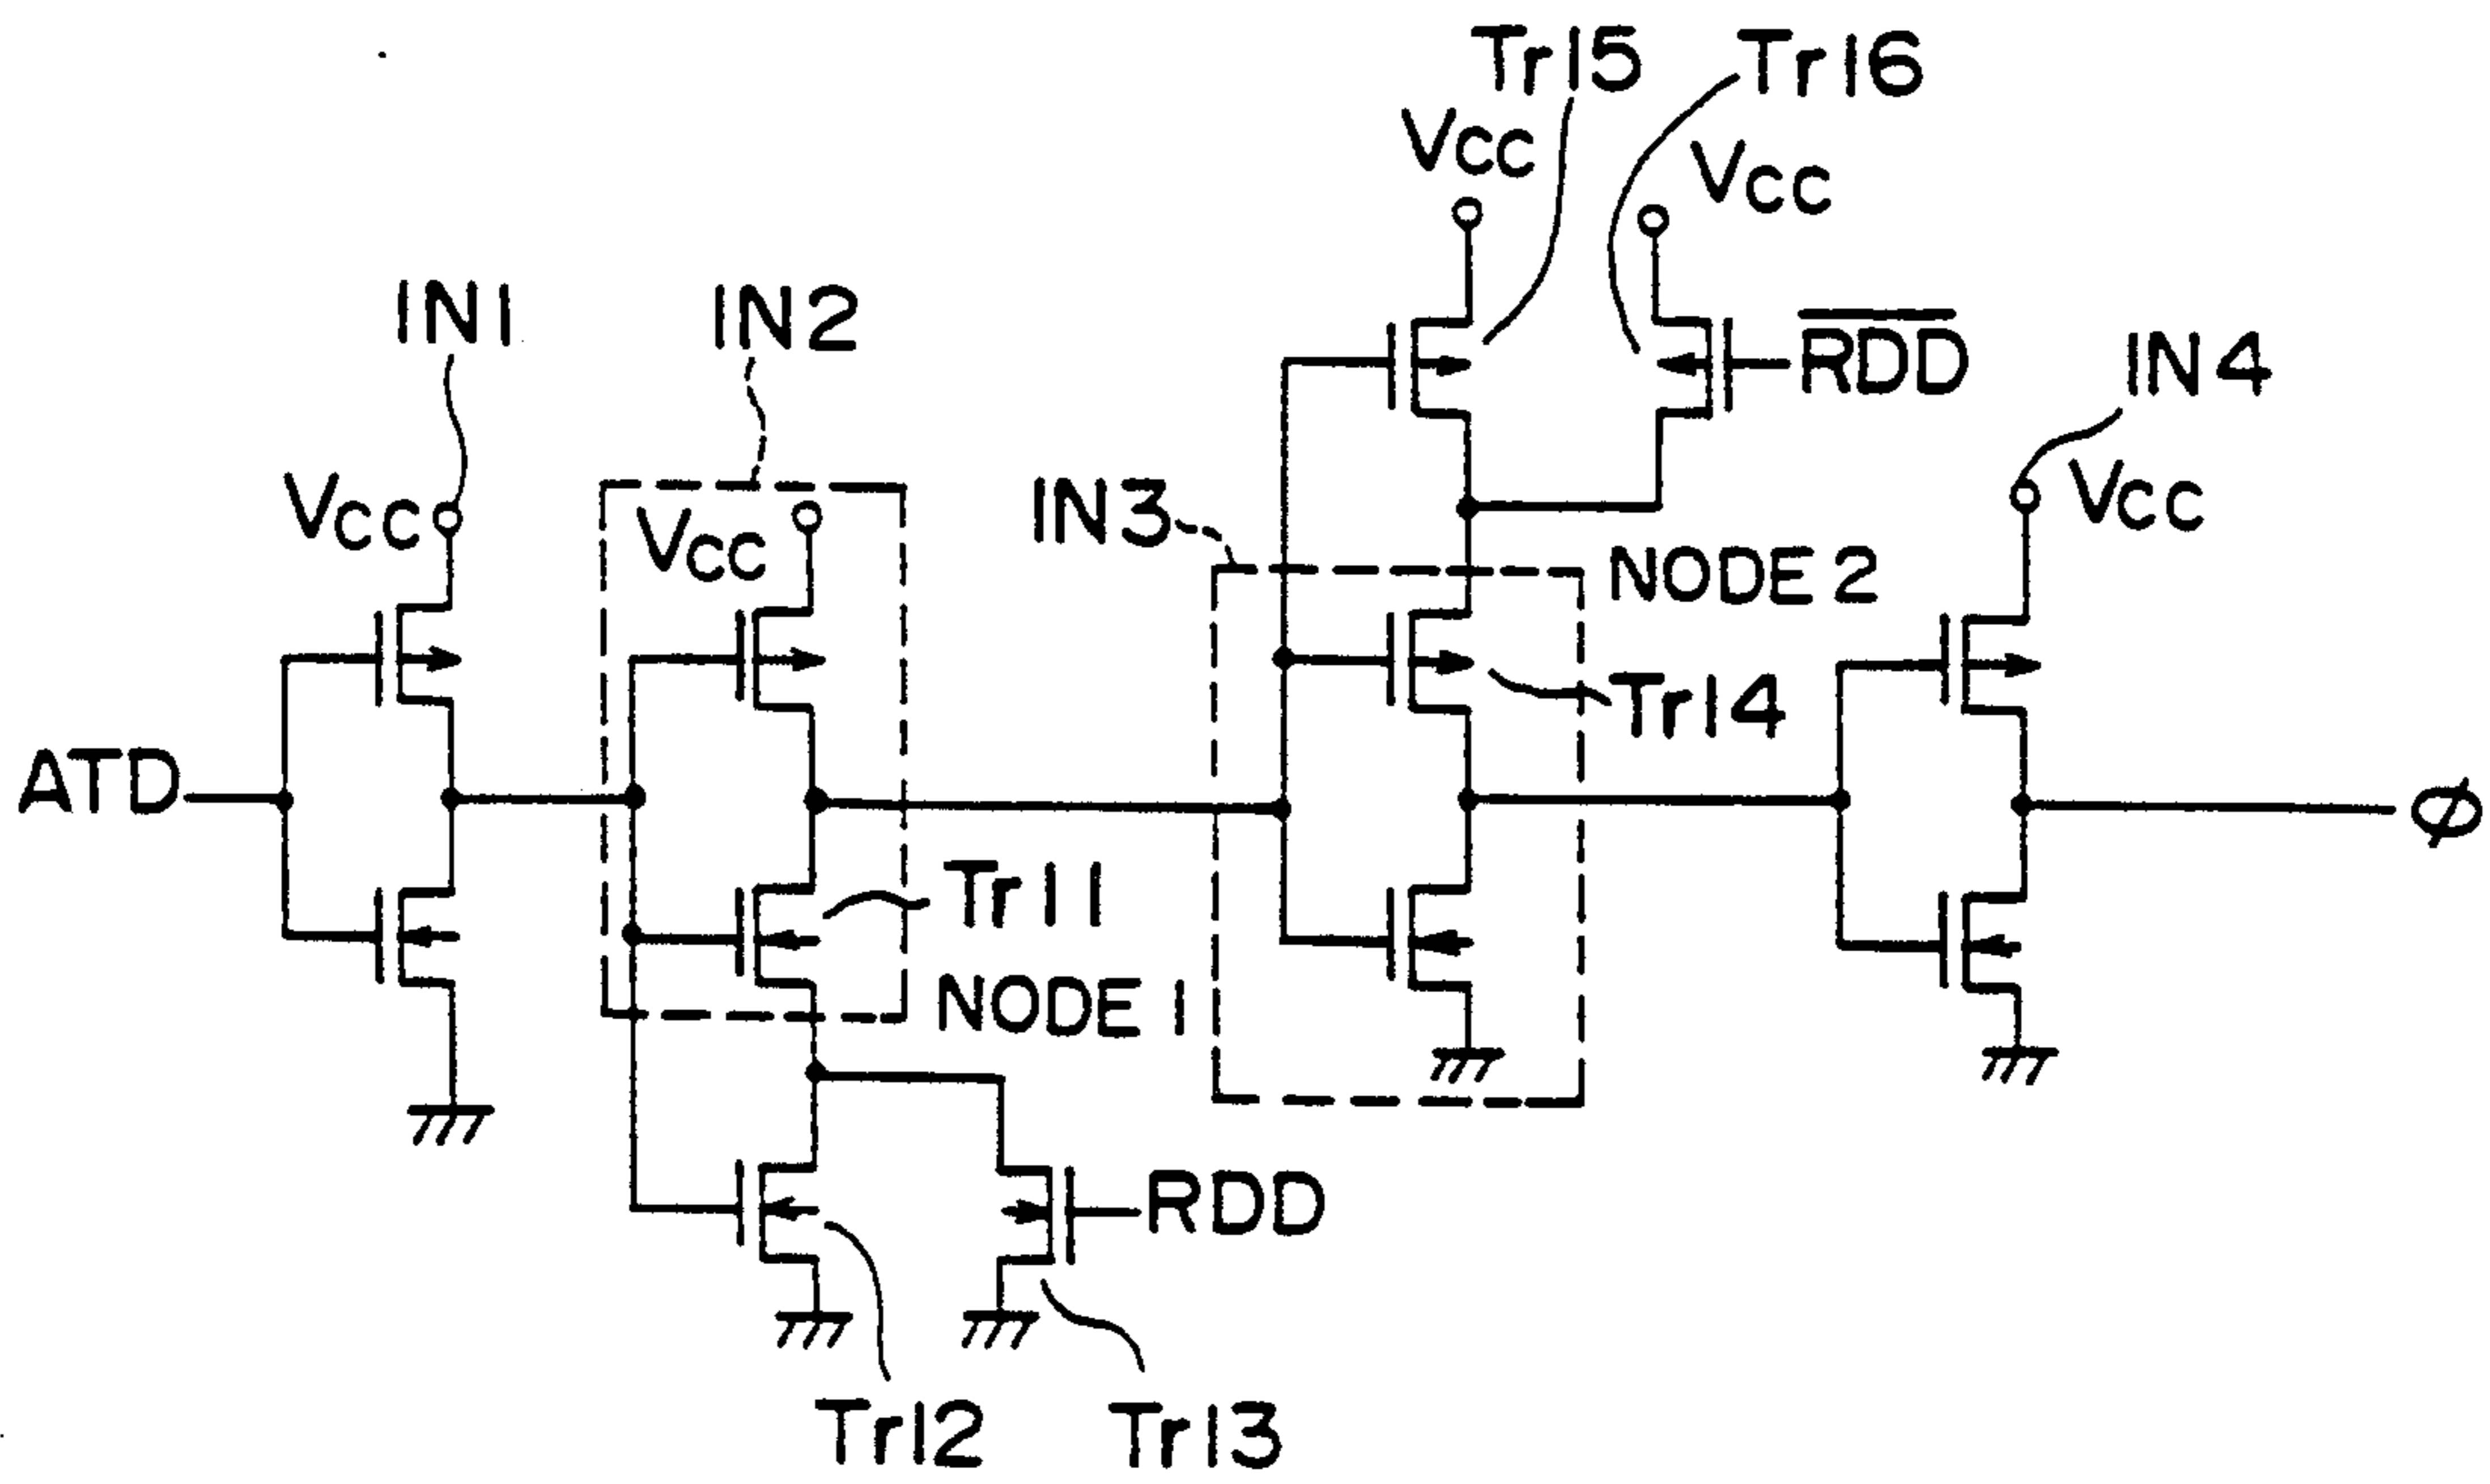 Tr15
Tr16
Vcc
Vcc
IN1
IN2
RDD
IN4
Vcc
Vcc
IN3
Vcc
NODE 2
Tr14
ATD
φ
Tr11
NODE 1
RDD
Tr12
Tr13